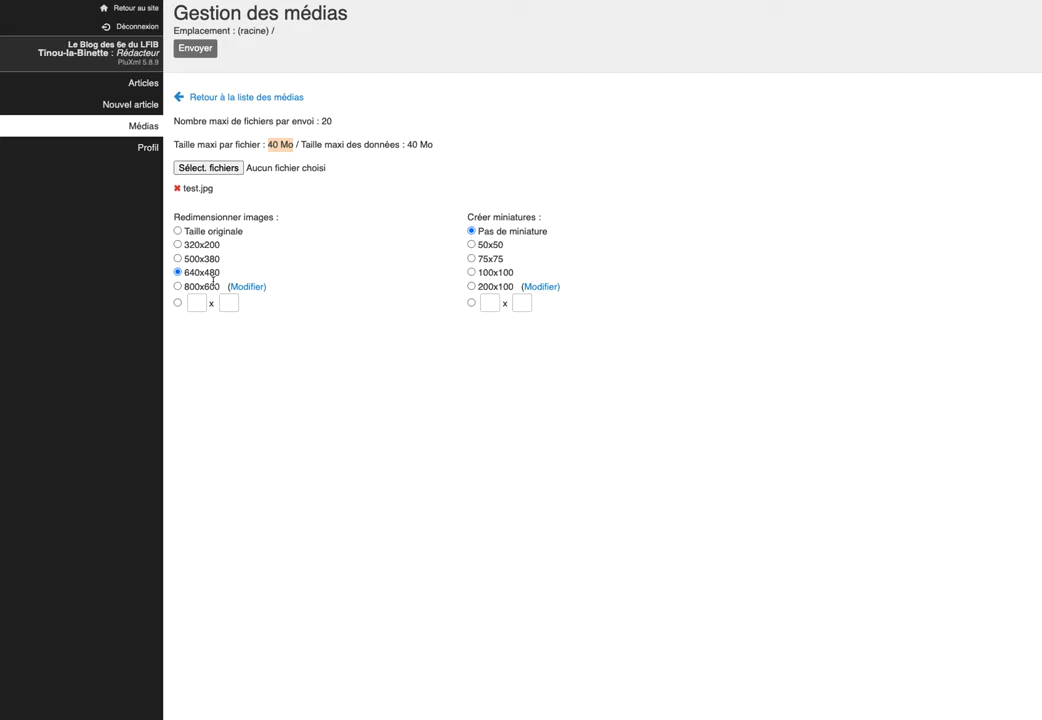 Retour au site
Déconnexion
Le Blog des 6e du LFIB
Tinou-la-Binette : Rédacteur
PluXml 5.8.9
Articles
Nouvel article
Médias
Profil
Gestion des médias
Emplacement : (racine) /
Envoyer
Retour à la liste des médias
Nombre maxi de fichiers par envoi : 20
Taille maxi par fichier : 40 Mo / Taille maxi des données : 40 Mo
Sélect. fichiers Aucun fichier choisi
test.jpg
Redimensionner images :
Taille originale
320x200
500x380
640x480
800x600 (Modifier)
x
Créer miniatures :
Pas de miniature
50x50
75x75
100x100
200x100 (Modifier)
x